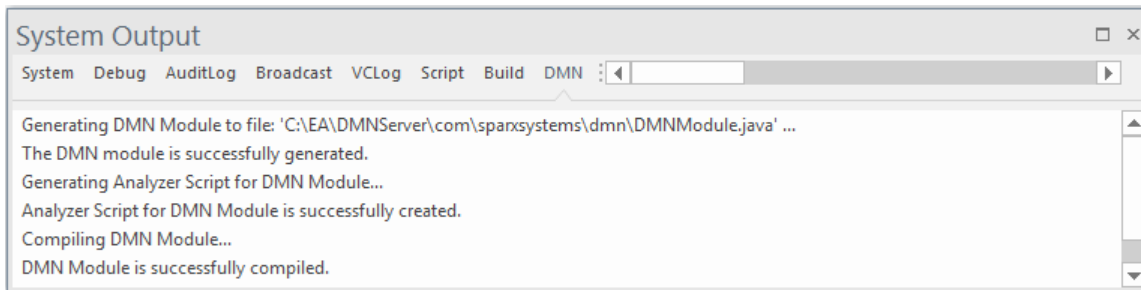 System Output
System Debug AuditLog Broadcast VCLog Script Build DMN
Generating DMN Module to file: 'C:\EA\DMNServer\com\sparxsystems\dmn\DMNModule.java' ...
The DMN module is successfully generated.
Generating Analyzer Script for DMN Module...
Analyzer Script for DMN Module is successfully created.
Compiling DMN Module...
DMN Module is successfully compiled.